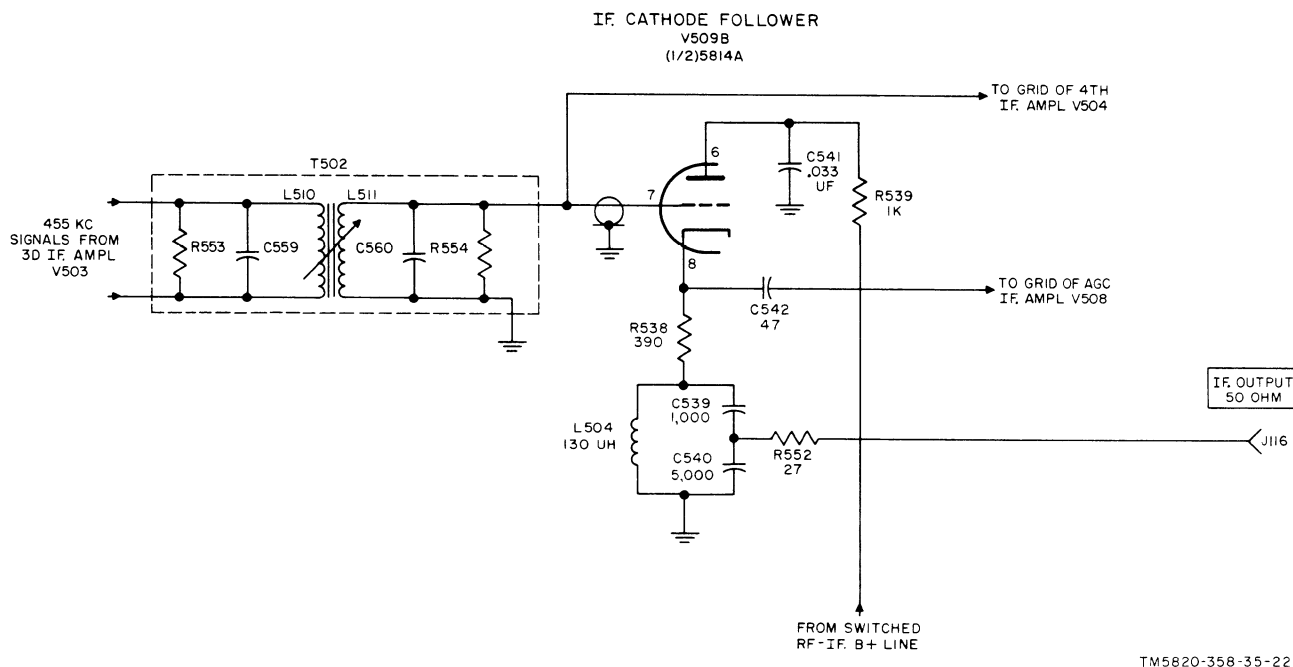 IF. CATHODE FOLLOWER
V509B
(1/2)5814A
TO GRID OF 4TH
IF. AMPL V504
T502
L510
L511
455 KC
SIGNALS FROM
3D IF. AMPL
V503
R553
C559
C560
R554
7
6
8
C541
.033
UF
R539
1K
C542
47
TO GRID OF AGC
IF. AMPL V508
R538
390
L504
130 UH
C539
1,000
C540
5,000
R552
27
IF. OUTPUT
50 OHM
J116
FROM SWITCHED
RF-IF. B+ LINE
TM5820-358-35-22